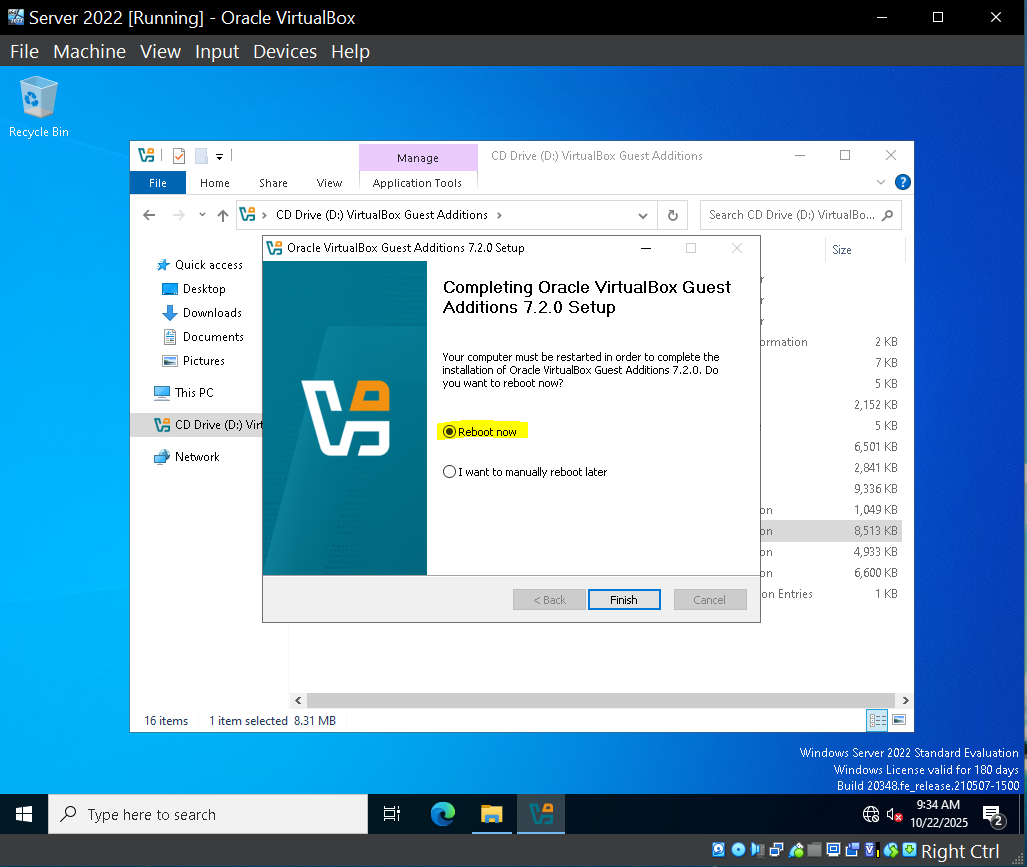 Server 2022 [Running] - Oracle VirtualBox
File Machine View Input Devices Help
Recycle Bin
Manage
CD Drive (D:) VirtualBox Guest Additions
File Home Share View Application Tools
CD Drive (D:) VirtualBox Guest Additions
Search CD Drive (D:) VirtualBo...
Oracle VirtualBox Guest Additions 7.2.0 Setup
Size
Quick access
Desktop
Downloads
Documents
Pictures
This PC
CD Drive (D:) Virt
Network
Completing Oracle VirtualBox Guest
Additions 7.2.0 Setup
Your computer must be restarted in order to complete the
installation of Oracle VirtualBox Guest Additions 7.2.0. Do
you want to reboot now?
Reboot now
I want to manually reboot later
< Back Finish Cancel
r
r
r
ormation 2 KB
7 KB
5 KB
2,152 KB
5 KB
6,501 KB
2,841 KB
9,336 KB
on 1,049 KB
on 8,513 KB
on 4,933 KB
on 6,600 KB
on Entries 1 KB
16 items 1 item selected 8.31 MB
Windows Server 2022 Standard Evaluation
Windows License valid for 180 days
Build 20348.fe_release.210507-1500
Type here to search
9:34 AM
10/22/2025
2
Right Ctrl